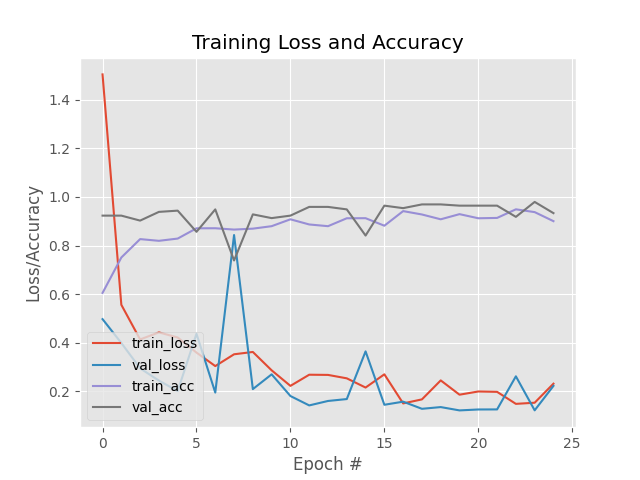 Training Loss and Accuracy
Loss/Accuracy
1.4
1.2
1.0
0.8
0.6
0.4
0.2
train_loss
val_loss
train_acc
val_acc
0 5 10 15 20 25
Epoch #